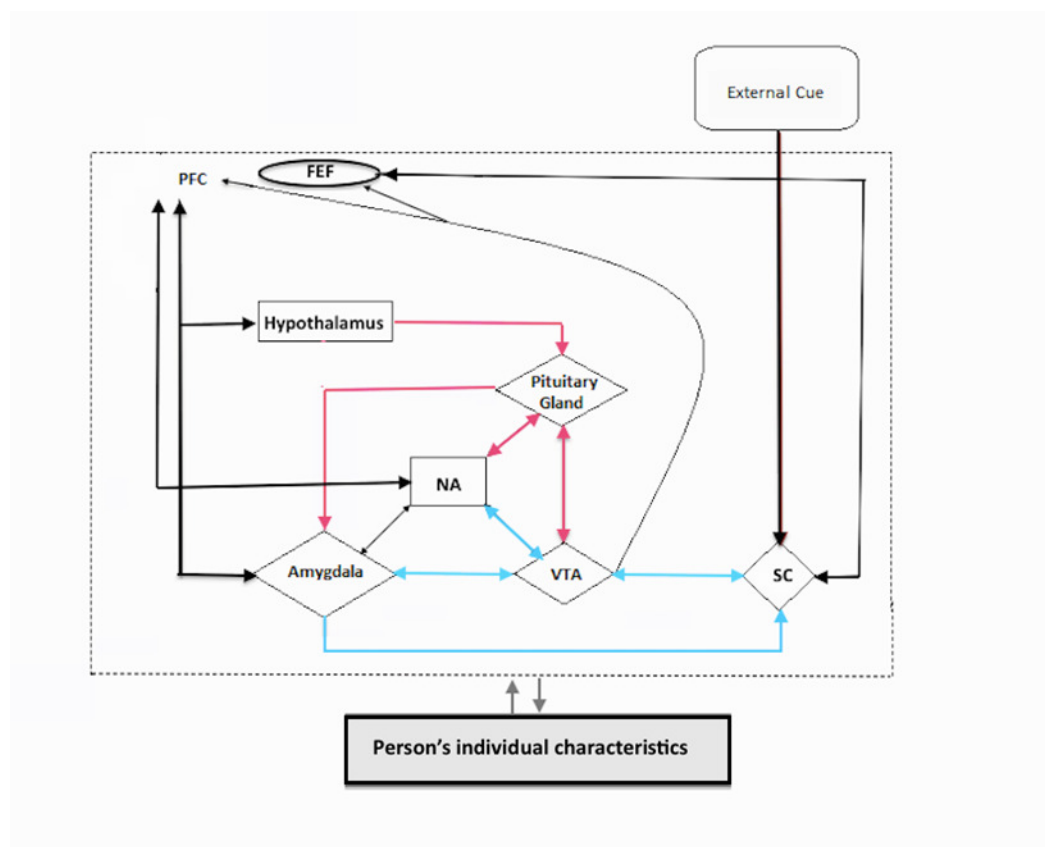 External Cue
FEF
PFC
Hypothalamus
Pituitary
Gland
NA
Amygdala
VTA
SC
Person’s individual characteristics